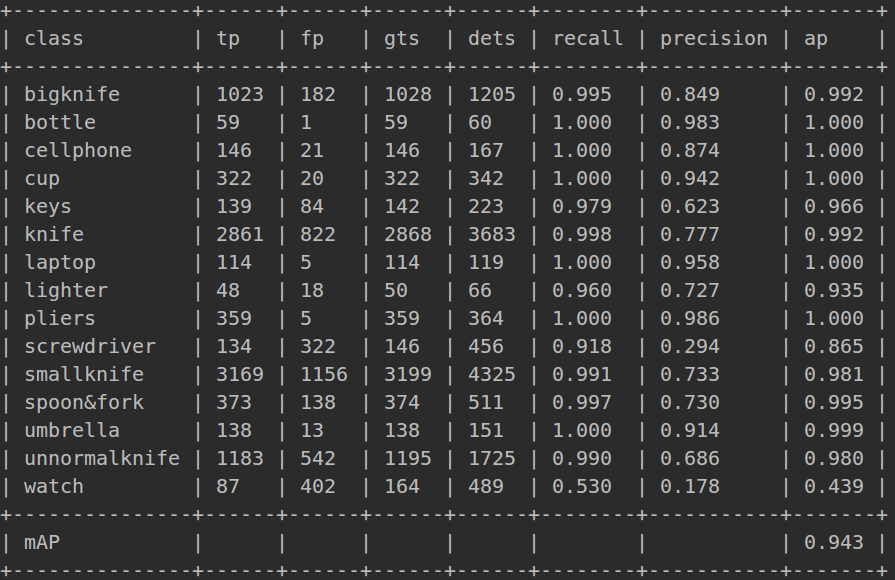 +---------------+------+------+------+------+--------+-----------+-------+
| class         | tp   | fp   | gts  | dets | recall | precision | ap    |
+---------------+------+------+------+------+--------+-----------+-------+
| bigknife      | 1023 | 182  | 1028 | 1205 | 0.995  | 0.849     | 0.992 |
| bottle        | 59   | 1    | 59   | 60   | 1.000  | 0.983     | 1.000 |
| cellphone     | 146  | 21   | 146  | 167  | 1.000  | 0.874     | 1.000 |
| cup           | 322  | 20   | 322  | 342  | 1.000  | 0.942     | 1.000 |
| keys          | 139  | 84   | 142  | 223  | 0.979  | 0.623     | 0.966 |
| knife         | 2861 | 822  | 2868 | 3683 | 0.998  | 0.777     | 0.992 |
| laptop        | 114  | 5    | 114  | 119  | 1.000  | 0.958     | 1.000 |
| lighter       | 48   | 18   | 50   | 66   | 0.960  | 0.727     | 0.935 |
| pliers        | 359  | 5    | 359  | 364  | 1.000  | 0.986     | 1.000 |
| screwdriver   | 134  | 322  | 146  | 456  | 0.918  | 0.294     | 0.865 |
| smallknife    | 3169 | 1156 | 3199 | 4325 | 0.991  | 0.733     | 0.981 |
| spoon&fork    | 373  | 138  | 374  | 511  | 0.997  | 0.730     | 0.995 |
| umbrella      | 138  | 13   | 138  | 151  | 1.000  | 0.914     | 0.999 |
| unnormalknife | 1183 | 542  | 1195 | 1725 | 0.990  | 0.686     | 0.980 |
| watch         | 87   | 402  | 164  | 489  | 0.530  | 0.178     | 0.439 |
+---------------+------+------+------+------+--------+-----------+-------+
| mAP           |      |      |      |      |        |           | 0.943 |
+---------------+------+------+------+------+--------+-----------+-------+